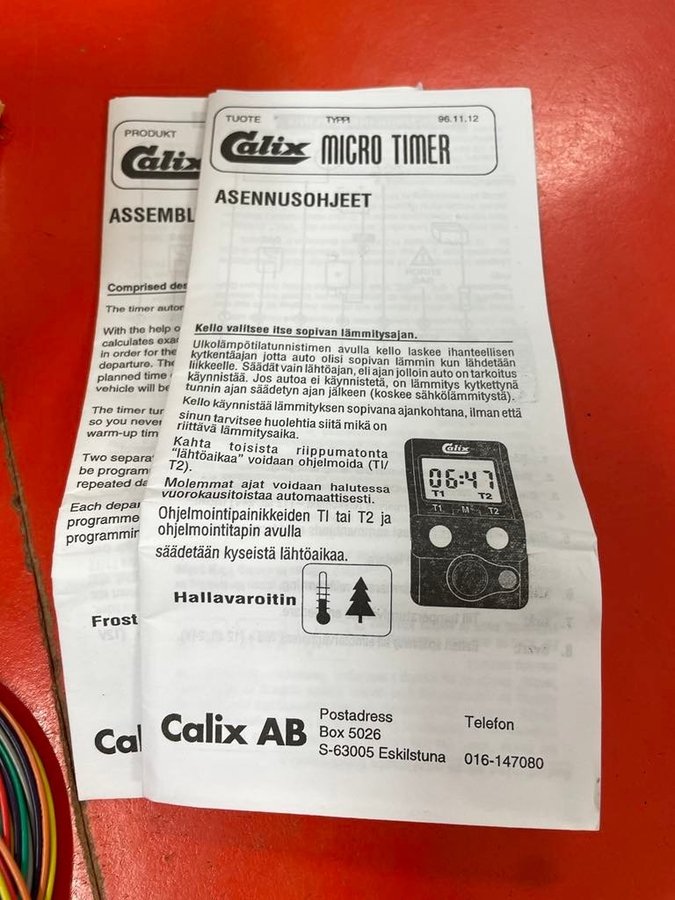 TUOTE TYPPI 96.11.12
Calix MICRO TIMER
ASENNUSOHJEET
Kello valitsee itse sopivan lämmitysajan.
Ulkolämpötilatunnistimen avulla kello laskee ihanteellisen
kytkentäajan jotta auto olisi sopivan lämmin kun lähdetään
liikkeelle. Säädät vain lähtöajan, eli ajan jolloin auto on tarkoitus
käynnistää. Jos autoa ei käynnistetä, on lämmitys kytkettynä
tunnin ajan säädetyn ajan jälkeen (koskee sähkölämmitystä).
Kello käynnistää lämmityksen sopivana ajankohtana, ilman että
sinun tarvitsee huolehtia siitä mikä on
riittävä lämmitysaika.
Kahta toisista riippumatonta
"lähtöaikaa" voidaan ohjelmoida (TI/
T2).
Molemmat ajat voidaan halutessa
vuorokausitoistaa automaattisesti.
Ohjelmointipainikkeiden TI tai T2 ja
ohjelmointitapin avulla
säädetään kyseistä lähtöaikaa.
Calix
06:47
T1 T2
T1 M T2
Hallavaroitin
Calix AB
Postadress
Box 5026
S-63005 Eskilstuna
Telefon
016-147080
PRODUKT
Calix
ASSEMBL
Comprised des
The timer autor
With the help o
calculates exa
in order for the
departure. The
planned time
vehicle will be
The timer tur
so you never
warm-up tim
Two separa
be program
repeated da
Each depar
programme
programmin
Frost
Cal